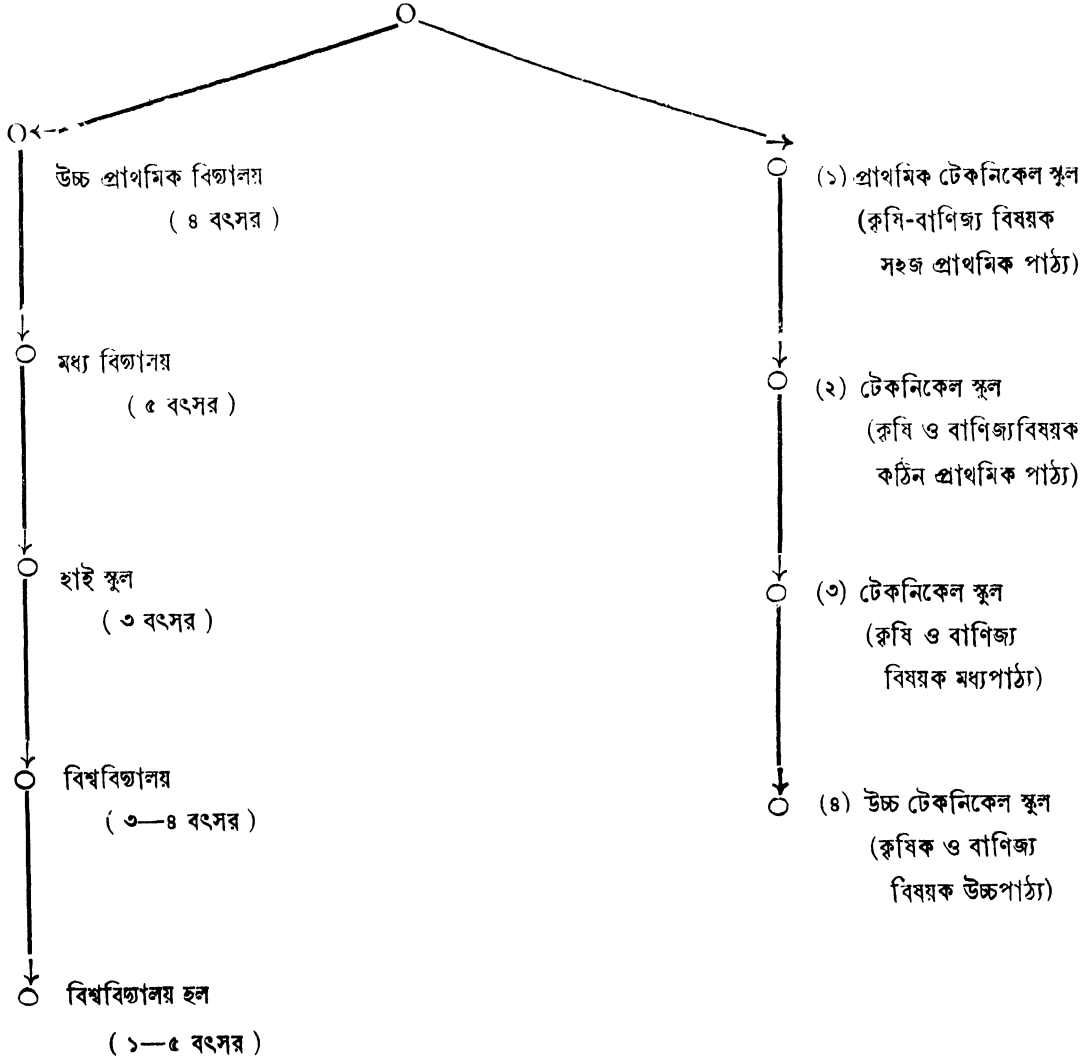 উচ্চ প্রাথমিক বিদ্যালয়
( ৪ বৎসর )
মধ্য বিদ্যালয়
( ৫ বৎসর )
হাই স্কুল
( ৩ বৎসর )
বিশ্ববিদ্যালয়
( ৩—৪ বৎসর )
বিশ্ববিদ্যালয় হল
( ১—৫ বৎসর )
(১) প্রাথমিক টেকনিকেল স্কুল
(কৃষি-বাণিজ্য বিষয়ক
সহজ প্রাথমিক পাঠ্য)
(২) টেকনিকেল স্কুল
(কৃষি ও বাণিজ্যবিষয়ক
কঠিন প্রাথমিক পাঠ্য)
(৩) টেকনিকেল স্কুল
(কৃষি ও বাণিজ্য
বিষয়ক মধ্যপাঠ্য)
(৪) উচ্চ টেকনিকেল স্কুল
(কৃষিক ও বাণিজ্য
বিষয়ক উচ্চপাঠ্য)